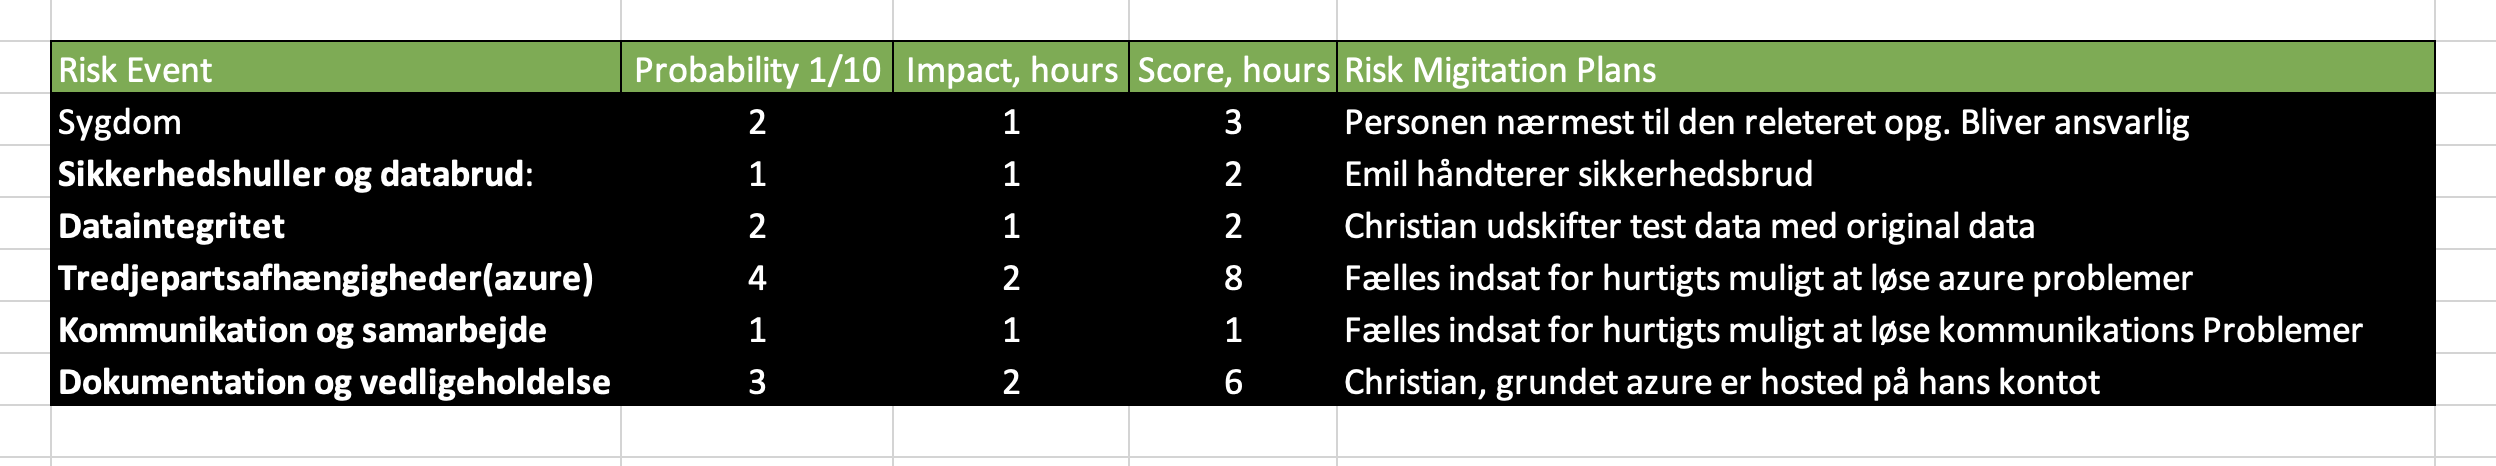 Risk Event Probability 1/10 Impact, hours Score, hours Risk Migitation Plans
Sygdom 2 1 3 Personen nærmest til den releteret opg. Bliver ansvarlig
Sikkerhedshuller og databrud: 1 1 2 Emil håndterer sikkerhedsbrud
Dataintegritet 2 1 2 Christian udskifter test data med original data
Tredjepartsafhængigheder(azure) 4 2 8 Fælles indsat for hurtigts muligt at løse azure problemer
Kommunikation og samarbejde 1 1 1 Fælles indsat for hurtigts muligt at løse kommunikations Problemer
Dokumentation og vedligeholdelse 3 2 6 Christian, grundet azure er hosted på hans kontot